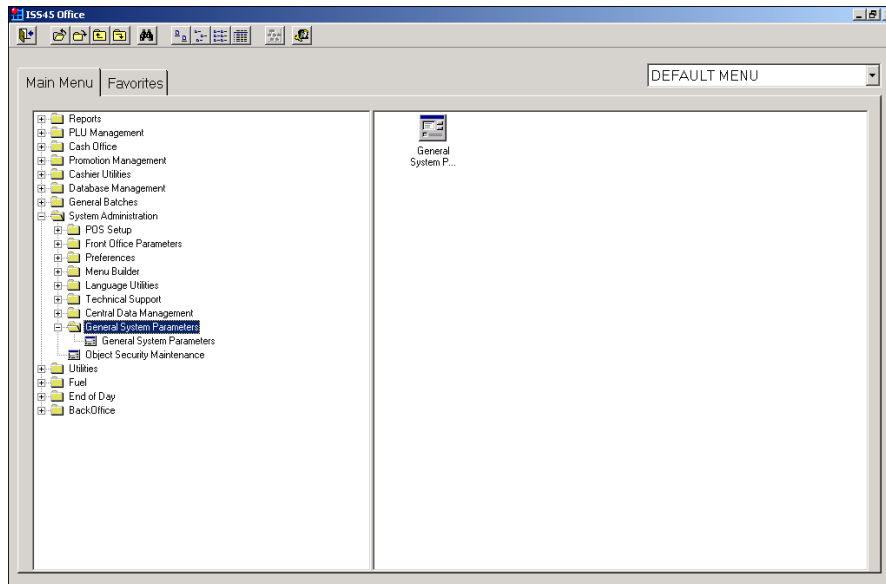 ISS45 Office
DEFAULT MENU
Main Menu
Favorites
Reports
PLU Management
Cash Office
Promotion Management
Cashier Utilities
Database Management
General Batches
System Administration
POS Setup
Front Office Parameters
Preferences
Menu Builder
Language Utilities
Technical Support
Central Data Management
General System Parameters
General System Parameters
Object Security Maintenance
Utilities
Fuel
End of Day
BackOffice
General
System P...